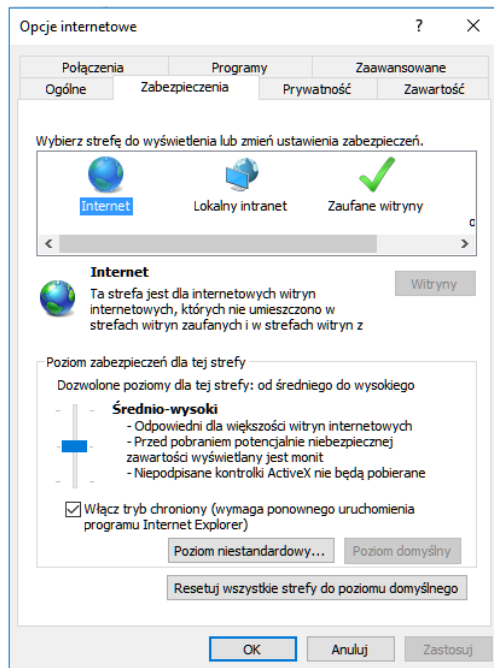 Opcje internetowe
Połączenia Programy Zaawansowane
Ogólne Zabezpieczenia Prywatność Zawartość
Wybierz strefę do wyświetlenia lub zmień ustawienia zabezpieczeń.
Internet Lokalny intranet Zaufane witryny
Internet
Witryny
Ta strefa jest dla internetowych witryn
internetowych, których nie umieszczono w
strefach witryn zaufanych i w strefach witryn z
Poziom zabezpieczeń dla tej strefy
Dozwolone poziomy dla tej strefy: od średniego do wysokiego
Średnio-wysoki
- Odpowiedni dla większości witryn internetowych
- Przed pobraniem potencjalnie niebezpiecznej
zawartości wyświetlany jest monit
- Niepodpisane kontrolki ActiveX nie będą pobierane
Włącz tryb chroniony (wymaga ponownego uruchomienia
programu Internet Explorer)
Poziom niestandardowy... Poziom domyślny
Resetuj wszystkie strefy do poziomu domyślnego
OK Anuluj Zastosuj